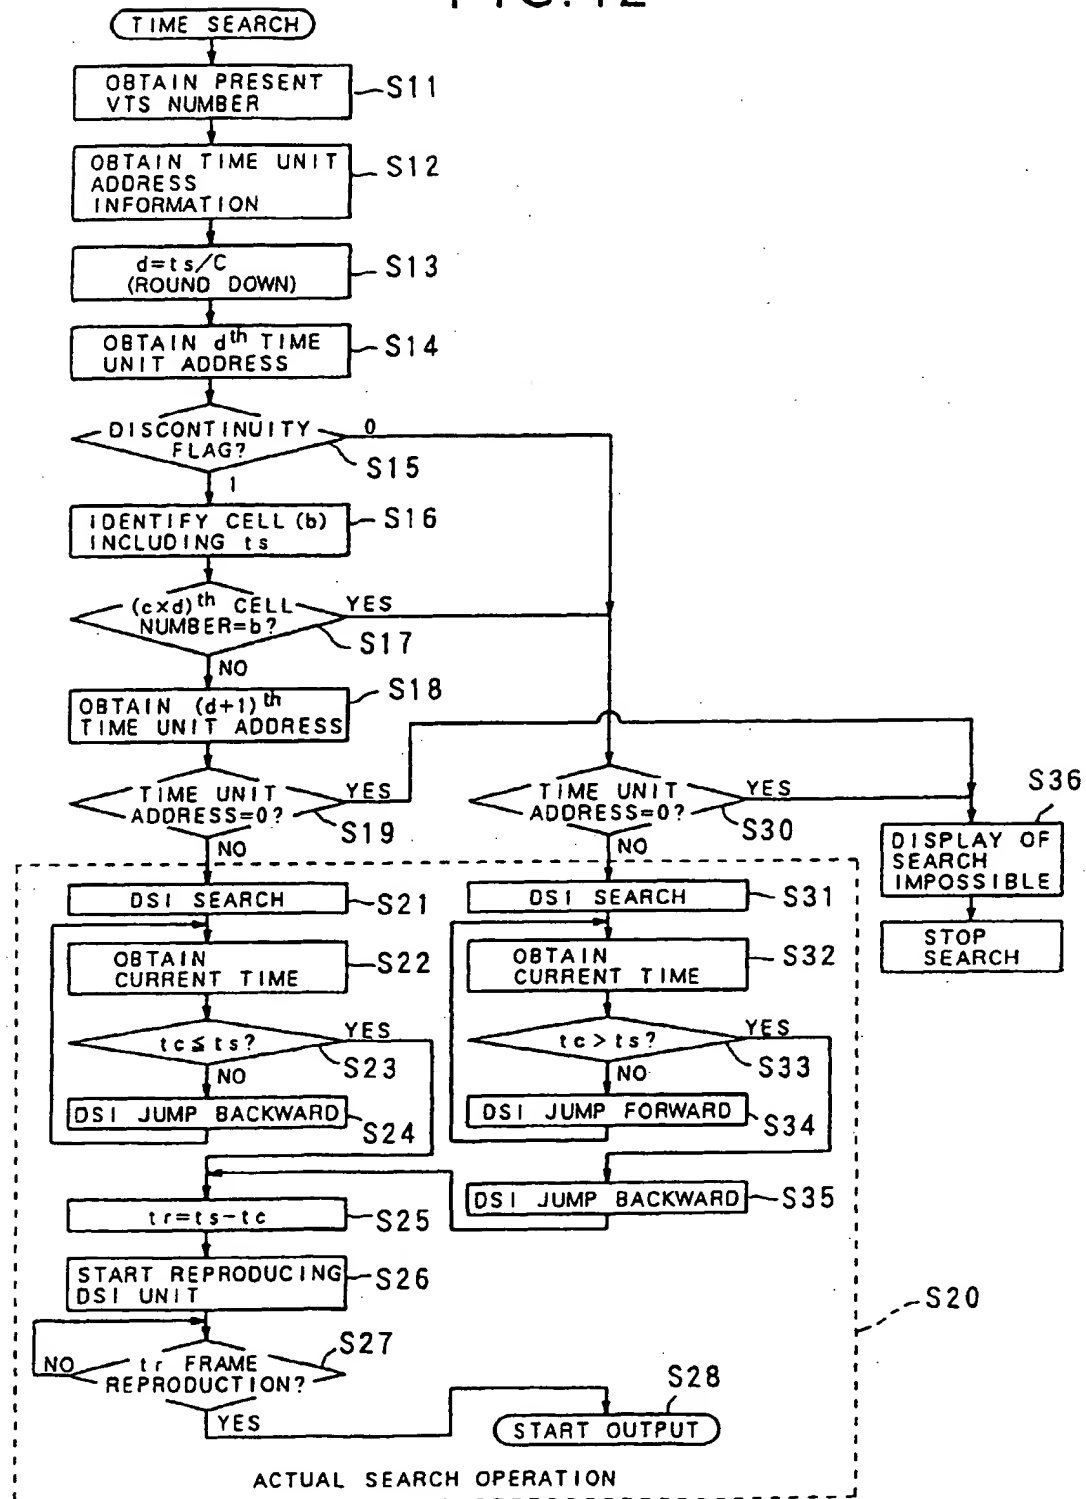 FIG.12
TIME SEARCH
OBTAIN PRESENT
VTS NUMBER
S11
OBTAIN TIME UNIT
ADDRESS
INFORMATION
S12
d=ts/C
(ROUND DOWN)
S13
OBTAIN dth TIME
UNIT ADDRESS
S14
DISCONTINUITY
FLAG?
0
S15
1
IDENTIFY CELL(b)
INCLUDING ts
S16
(c×d)th CELL
NUMBER=b?
YES
S17
NO
OBTAIN (d+1)th
TIME UNIT ADDRESS
S18
TIME UNIT
ADDRESS=0?
YES
S19
NO
TIME UNIT
ADDRESS=0?
YES
S30
NO
S36
DISPLAY OF
SEARCH
IMPOSSIBLE
STOP
SEARCH
DSI SEARCH
S21
DSI SEARCH
S31
OBTAIN
CURRENT TIME
S22
OBTAIN
CURRENT TIME
S32
tc≦ts?
YES
S23
NO
tc>ts?
YES
S33
NO
DSI JUMP BACKWARD
S24
DSI JUMP FORWARD
S34
DSI JUMP BACKWARD
S35
tr=ts-tc
S25
START REPRODUCING
DSI UNIT
S26
S20
tr FRAME
REPRODUCTION?
S27
NO
YES
S28
START OUTPUT
ACTUAL SEARCH OPERATION